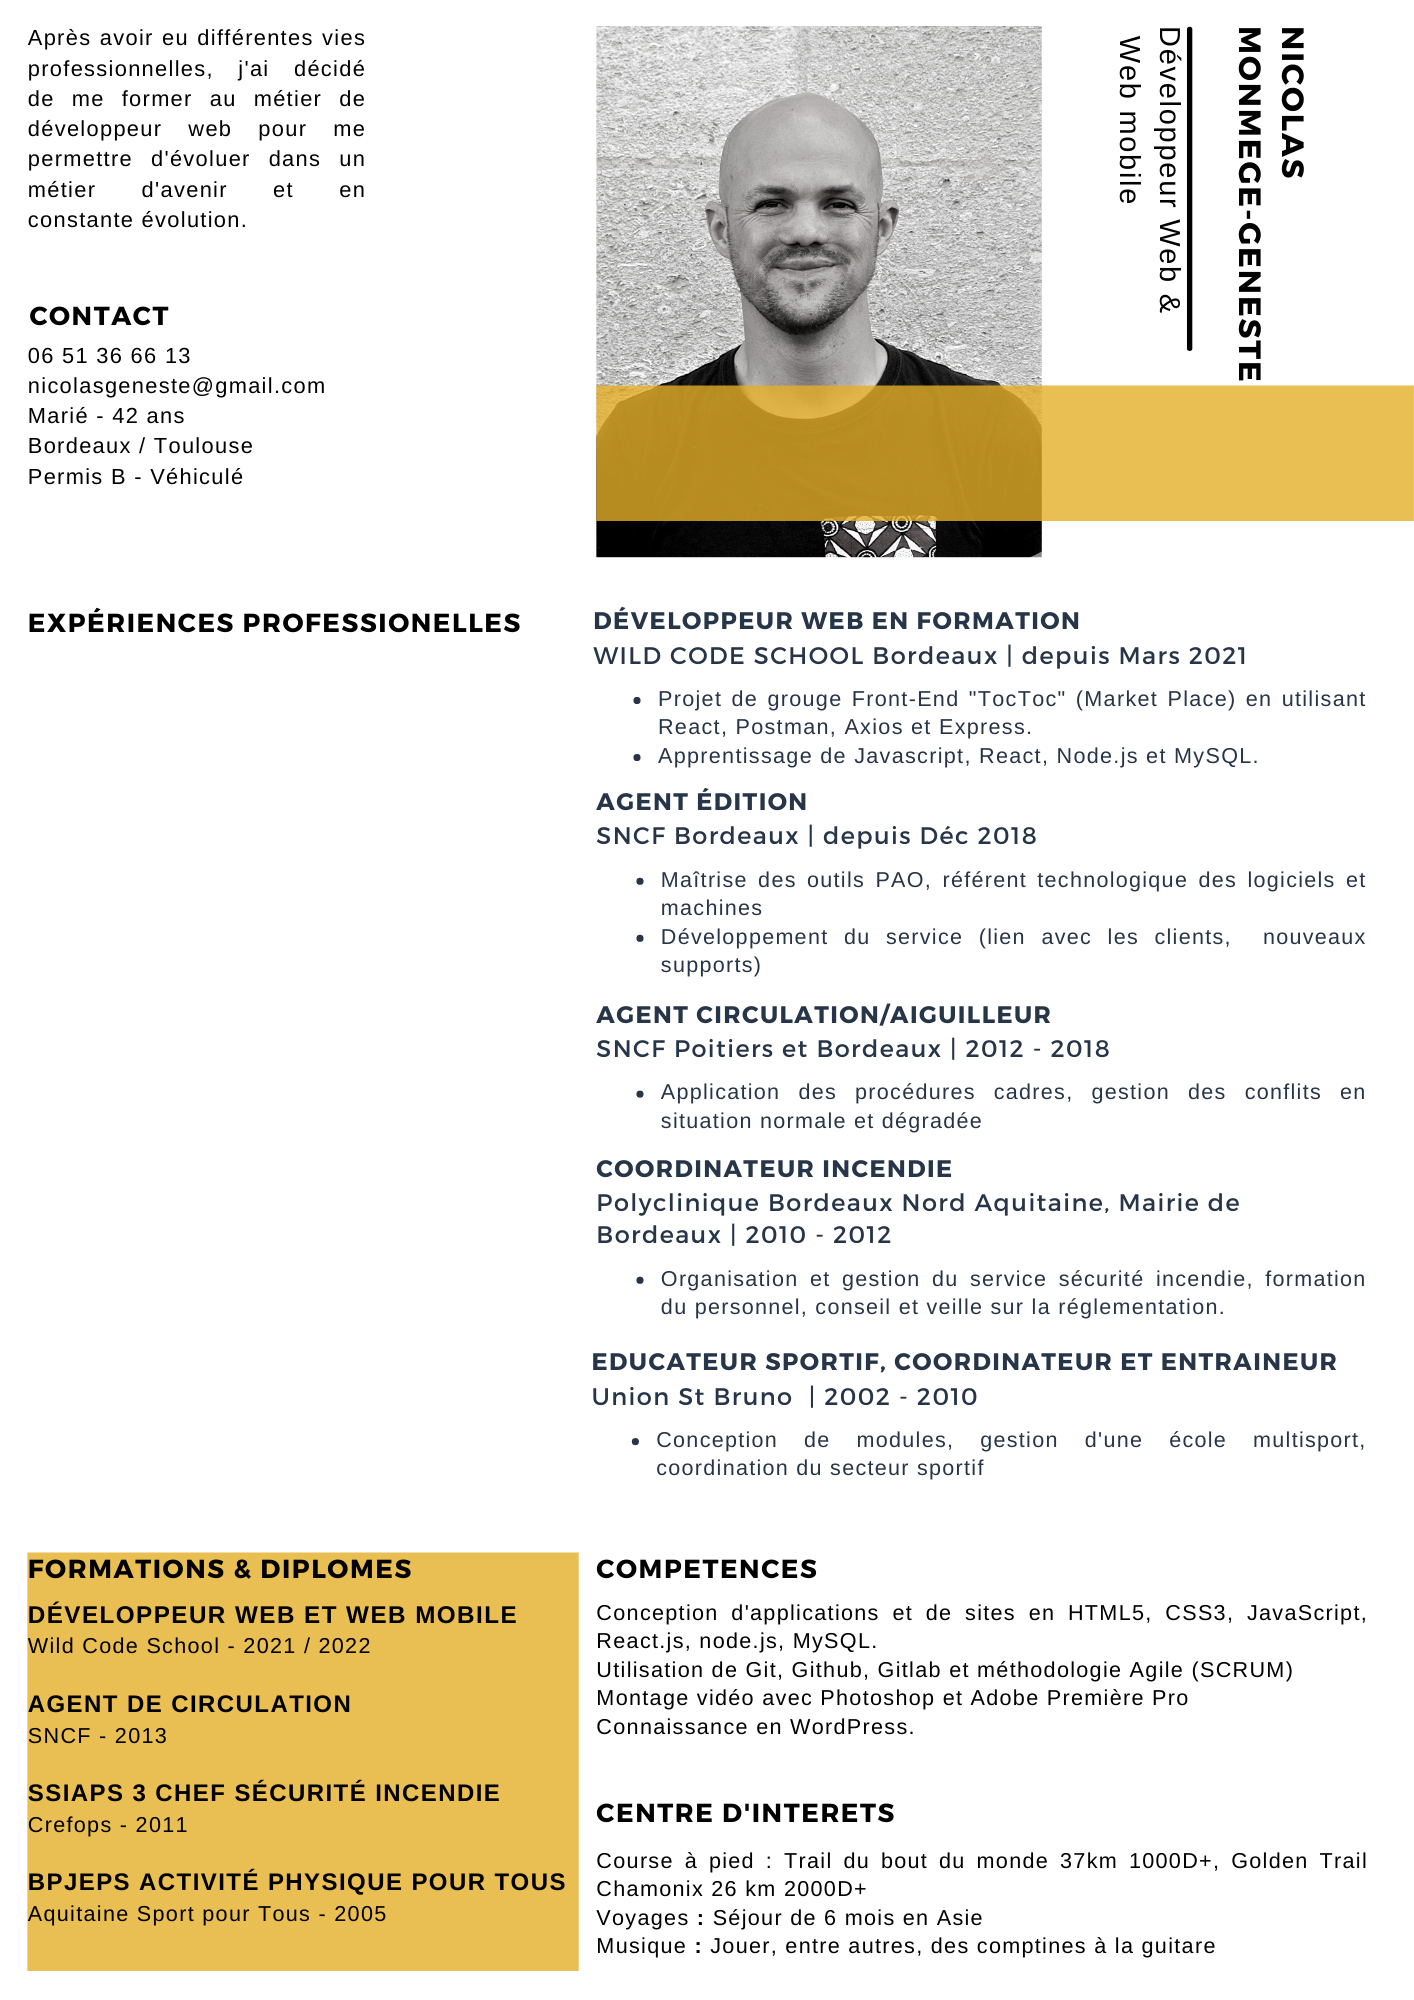 Après avoir eu différentes vies
professionnelles, j'ai décidé
de me former au métier de
développeur web pour me
permettre d'évoluer dans un
métier d'avenir et en
constante évolution.
NICOLAS
MONMEGE-GENESTE
Développeur Web &
Web mobile
CONTACT
06 51 36 66 13
nicolasgeneste@gmail.com
Marié - 42 ans
Bordeaux / Toulouse
Permis B - Véhiculé
EXPÉRIENCES PROFESSIONELLES
DÉVELOPPEUR WEB EN FORMATION
WILD CODE SCHOOL Bordeaux | depuis Mars 2021
• Projet de grouge Front-End "TocToc" (Market Place) en utilisant
React, Postman, Axios et Express.
• Apprentissage de Javascript, React, Node.js et MySQL.
AGENT ÉDITION
SNCF Bordeaux | depuis Déc 2018
• Maîtrise des outils PAO, référent technologique des logiciels et
machines
• Développement du service (lien avec les clients, nouveaux
supports)
AGENT CIRCULATION/AIGUILLEUR
SNCF Poitiers et Bordeaux | 2012 - 2018
• Application des procédures cadres, gestion des conflits en
situation normale et dégradée
COORDINATEUR INCENDIE
Polyclinique Bordeaux Nord Aquitaine, Mairie de
Bordeaux | 2010 - 2012
• Organisation et gestion du service sécurité incendie, formation
du personnel, conseil et veille sur la réglementation.
EDUCATEUR SPORTIF, COORDINATEUR ET ENTRAINEUR
Union St Bruno | 2002 - 2010
• Conception de modules, gestion d'une école multisport,
coordination du secteur sportif
FORMATIONS & DIPLOMES
DÉVELOPPEUR WEB ET WEB MOBILE
Wild Code School - 2021 / 2022
AGENT DE CIRCULATION
SNCF - 2013
SSIAPS 3 CHEF SÉCURITÉ INCENDIE
Crefops - 2011
BPJEPS ACTIVITÉ PHYSIQUE POUR TOUS
Aquitaine Sport pour Tous - 2005
COMPETENCES
Conception d'applications et de sites en HTML5, CSS3, JavaScript,
React.js, node.js, MySQL.
Utilisation de Git, Github, Gitlab et méthodologie Agile (SCRUM)
Montage vidéo avec Photoshop et Adobe Première Pro
Connaissance en WordPress.
CENTRE D'INTERETS
Course à pied : Trail du bout du monde 37km 1000D+, Golden Trail
Chamonix 26 km 2000D+
Voyages : Séjour de 6 mois en Asie
Musique : Jouer, entre autres, des comptines à la guitare